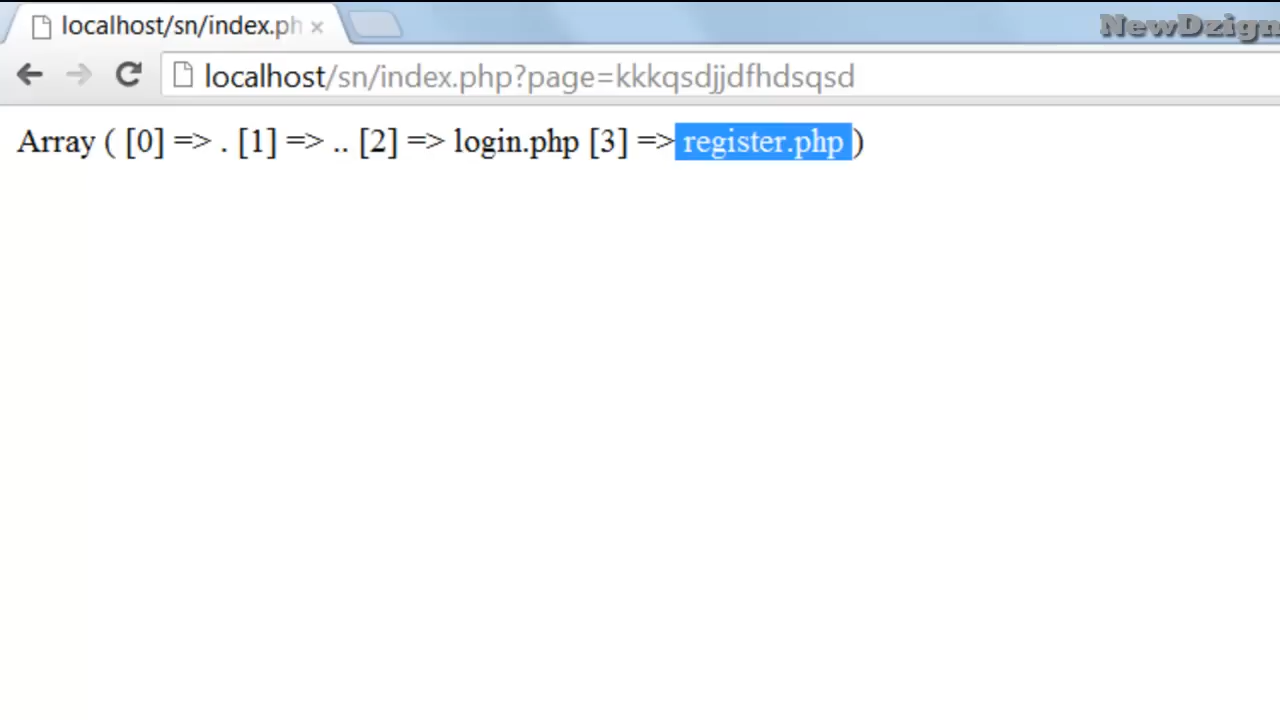 localhost/sn/index.ph
NewDzign
localhost/sn/index.php?page=kkkqsdjjdfhdsqsd
Array ( [0] => . [1] => .. [2] => login.php [3] => register.php )